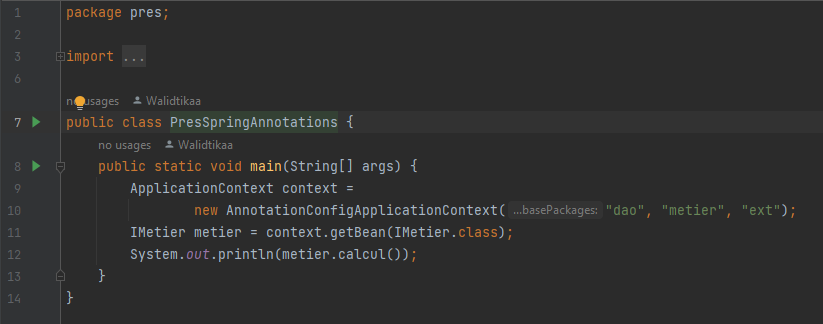 1 package pres;
2
3 import ...
6
no usages Walidtikaa
7 public class PresSpringAnnotations {
no usages Walidtikaa
8 public static void main(String[] args) {
9 ApplicationContext context =
10 new AnnotationConfigApplicationContext( ...basePackages: "dao", "metier", "ext");
11 IMetier metier = context.getBean(IMetier.class);
12 System.out.println(metier.calcul());
13 }
14 }